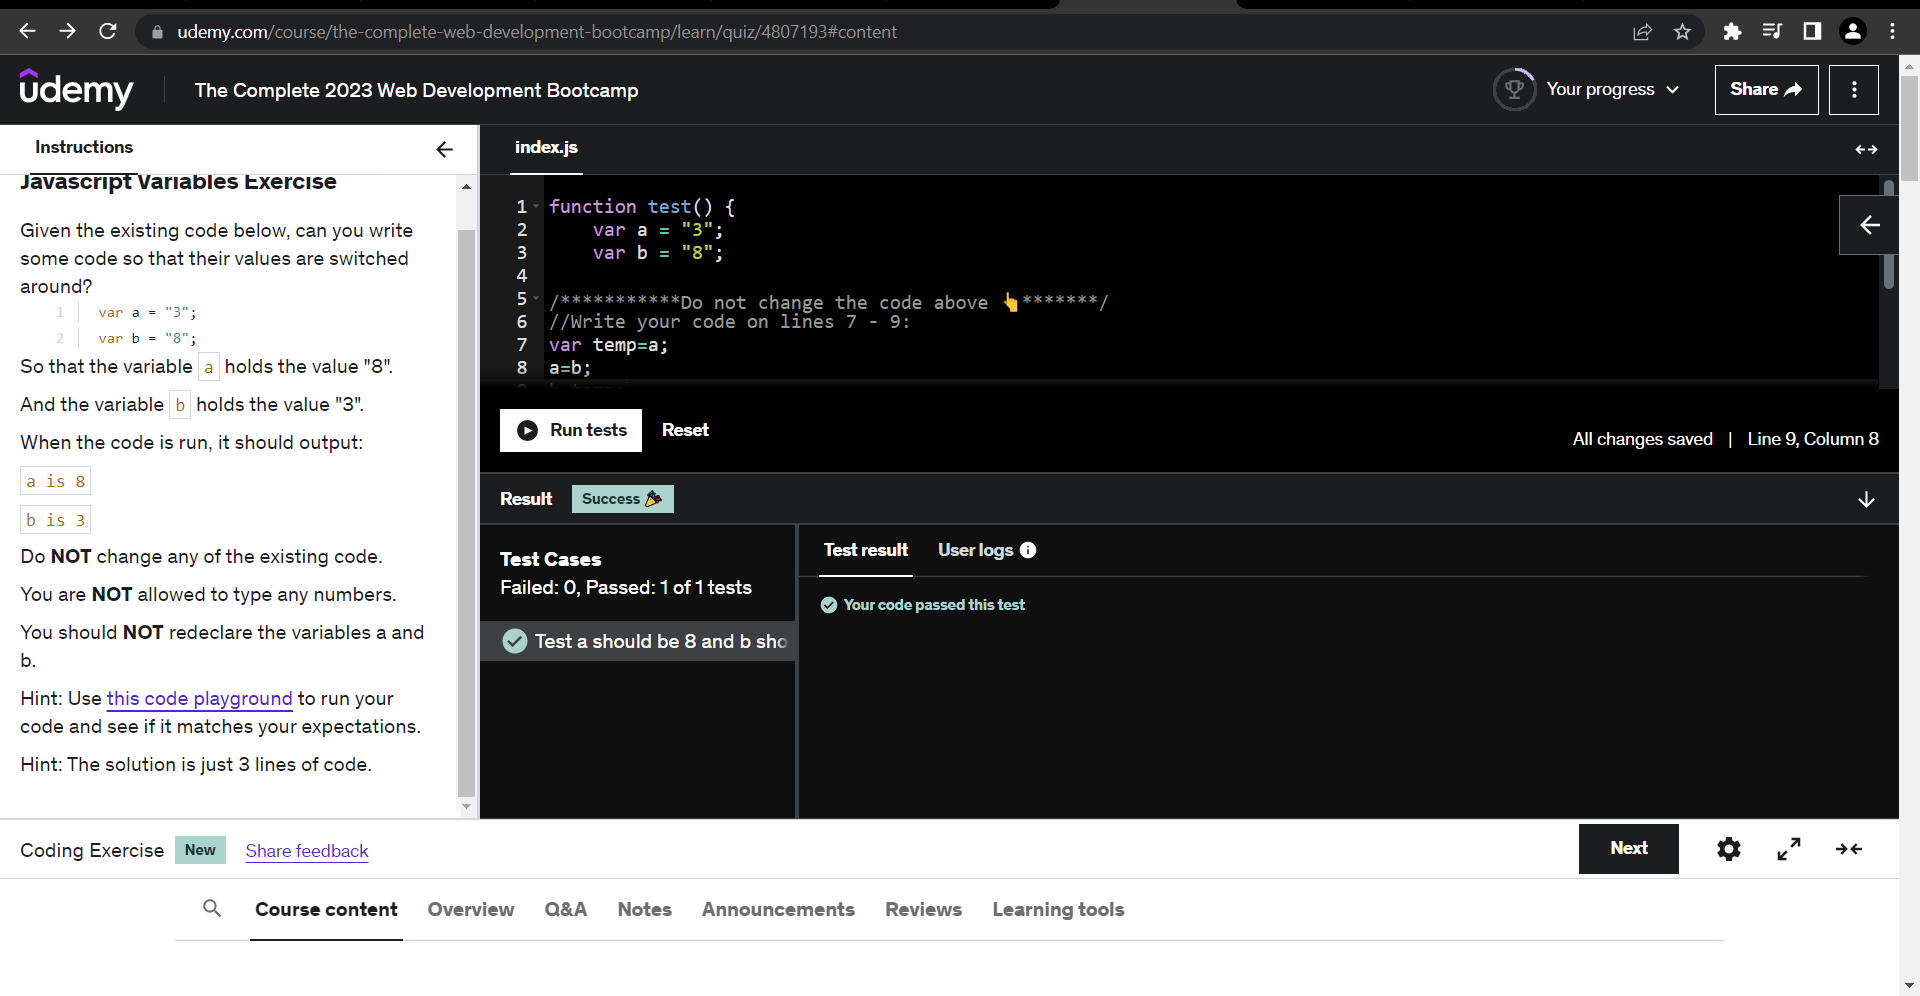 udemy.com/course/the-complete-web-development-bootcamp/learn/quiz/4807193#content
udemy
The Complete 2023 Web Development Bootcamp
Your progress
Share
Instructions
Javascript Variables Exercise
Given the existing code below, can you write
some code so that their values are switched
around?
1 var a = "3";
2 var b = "8";
So that the variable a holds the value "8".
And the variable b holds the value "3".
When the code is run, it should output:
a is 8
b is 3
Do NOT change any of the existing code.
You are NOT allowed to type any numbers.
You should NOT redeclare the variables a and
b.
Hint: Use this code playground to run your
code and see if it matches your expectations.
Hint: The solution is just 3 lines of code.
index.js
1 function test() {
2 var a = "3";
3 var b = "8";
4
5 /***********Do not change the code above 👆*******/
6 //Write your code on lines 7 - 9:
7 var temp=a;
8 a=b;
Run tests
Reset
All changes saved | Line 9, Column 8
Result
Success 🎉
Test Cases
Failed: 0, Passed: 1 of 1 tests
Test a should be 8 and b sho
Test result
User logs
Your code passed this test
Coding Exercise
New
Share feedback
Next
Course content
Overview
Q&A
Notes
Announcements
Reviews
Learning tools